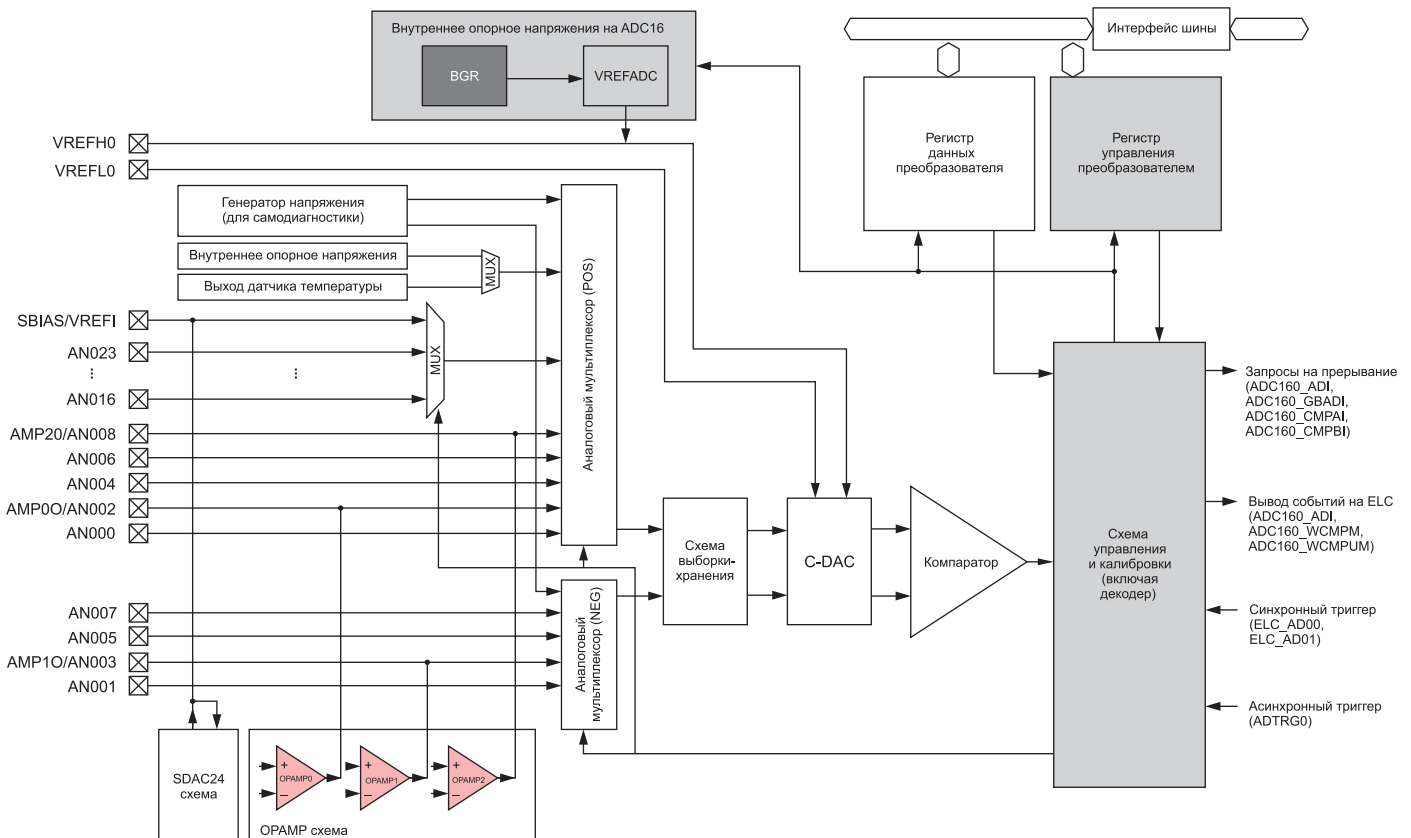 Внутреннее опорное напряжения на ADC16
BGR
VREFADC
Интерфейс шины
Регистр
данных
преобразователя
Регистр
управления
преобразователем
VREFH0
VREFL0
Генератор напряжения
(для самодиагностики)
Внутреннее опорное напряжения
Выход датчика температуры
MUX
SBIAS/VREFI
AN023
...
...
AN016
MUX
AMP20/AN008
AN006
AN004
AMP0O/AN002
AN000
Аналоговый мультиплексор (POS)
AN007
AN005
AMP1O/AN003
AN001
Аналоговый
мультиплексор (NEG)
Схема
выборки-
хранения
C-DAC
Компаратор
Схема
управления
и калибровки
(включая
декодер)
Запросы на прерывание
(ADC160_ADI,
ADC160_GBADI,
ADC160_CMPAI,
ADC160_CMPBI)
Вывод событий на ELC
(ADC160_ADI,
ADC160_WCMPM,
ADC160_WCMPUM)
Синхронный триггер
(ELC_AD00,
ELC_AD01)
Асинхронный триггер
(ADTRG0)
SDAC24
схема
+
OPAMP0
–
+
OPAMP1
–
+
OPAMP2
–
OPAMP схема